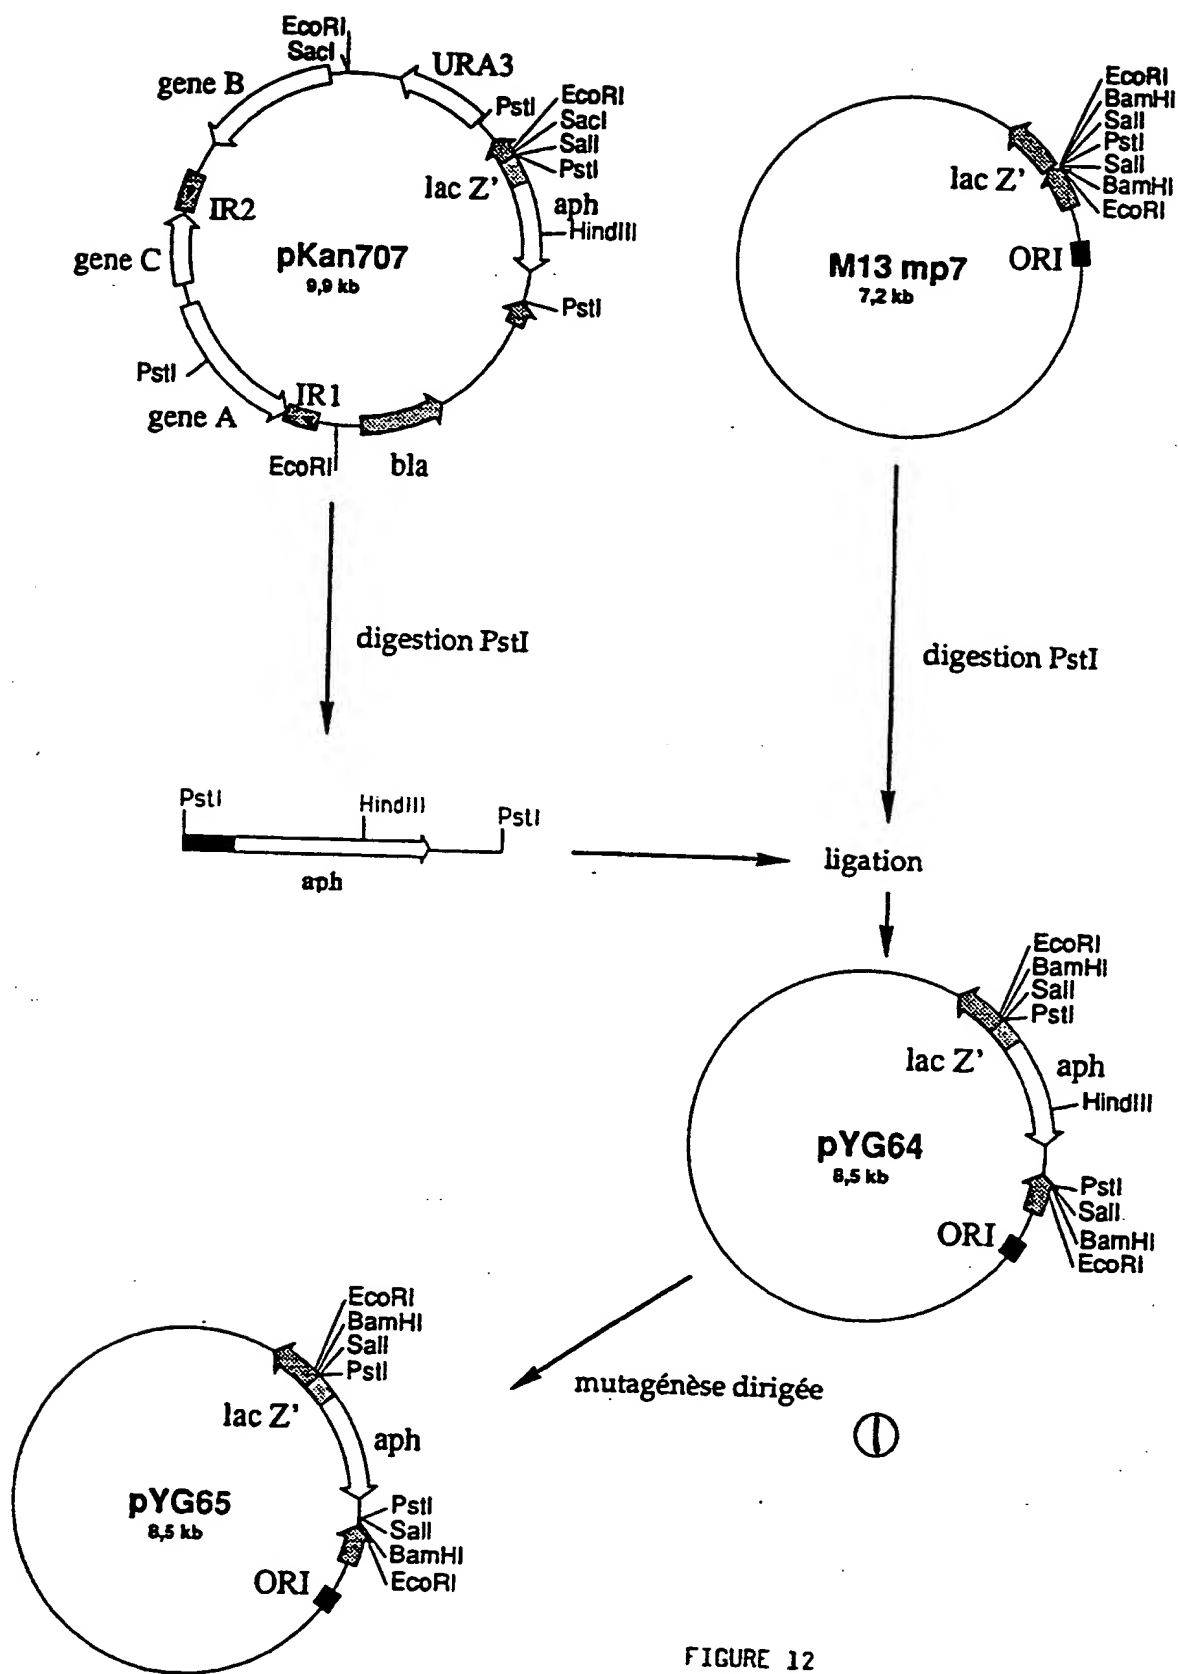 EcoRI
SacI
URA3
gene B
PstI
EcoRI
SacI
SalI
PstI
lac Z'
aph
HindIII
IR2
gene C
pKan707
9,9 kb
PstI
PstI
IR1
gene A
EcoRI
bla
EcoRI
BamHI
SalI
PstI
SalI
BamHI
EcoRI
lac Z'
ORI
M13 mp7
7,2 kb
digestion PstI
digestion PstI
PstI
HindIII
PstI
aph
ligation
EcoRI
BamHI
SalI
PstI
lac Z'
aph
HindIII
pYG64
8,5 kb
PstI
SalI
BamHI
EcoRI
ORI
mutagénèse dirigée
EcoRI
BamHI
SalI
PstI
lac Z'
aph
pYG65
8,5 kb
PstI
SalI
BamHI
EcoRI
ORI
FIGURE 12